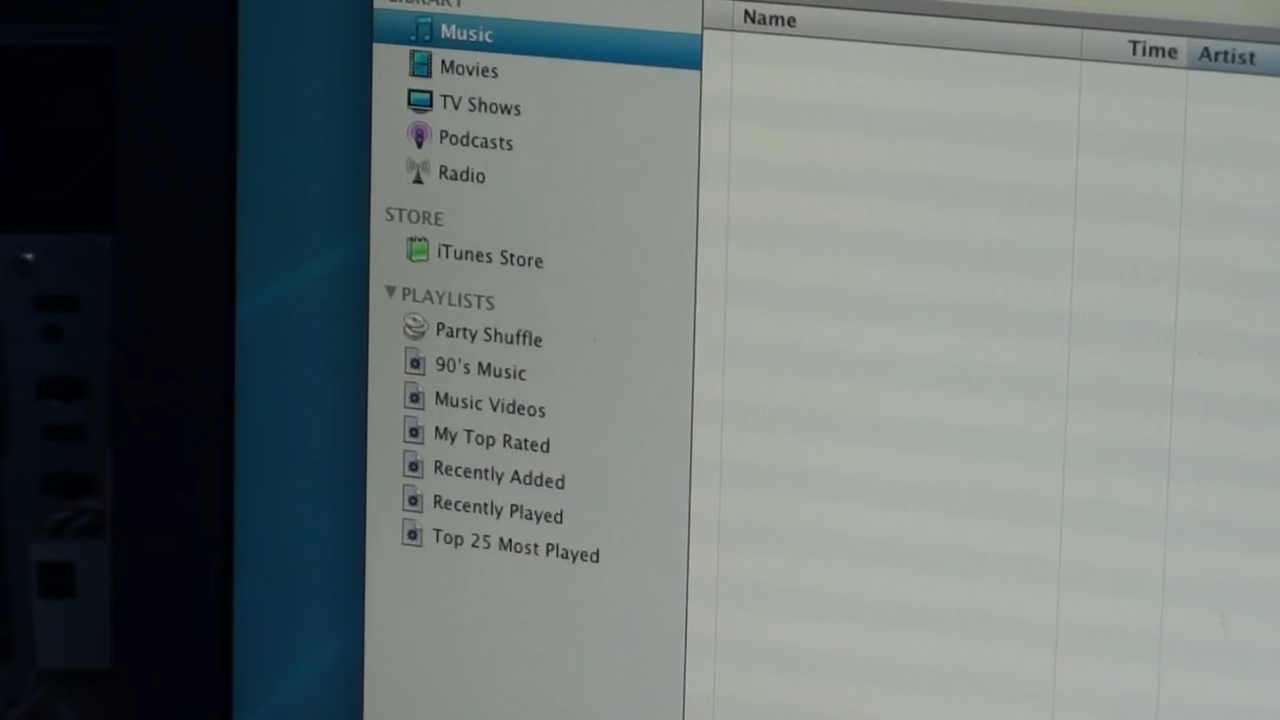 LIBRARY
Music
Movies
TV Shows
Podcasts
Radio
STORE
iTunes Store
PLAYLISTS
Party Shuffle
90's Music
Music Videos
My Top Rated
Recently Added
Recently Played
Top 25 Most Played
Name
Time
Artist